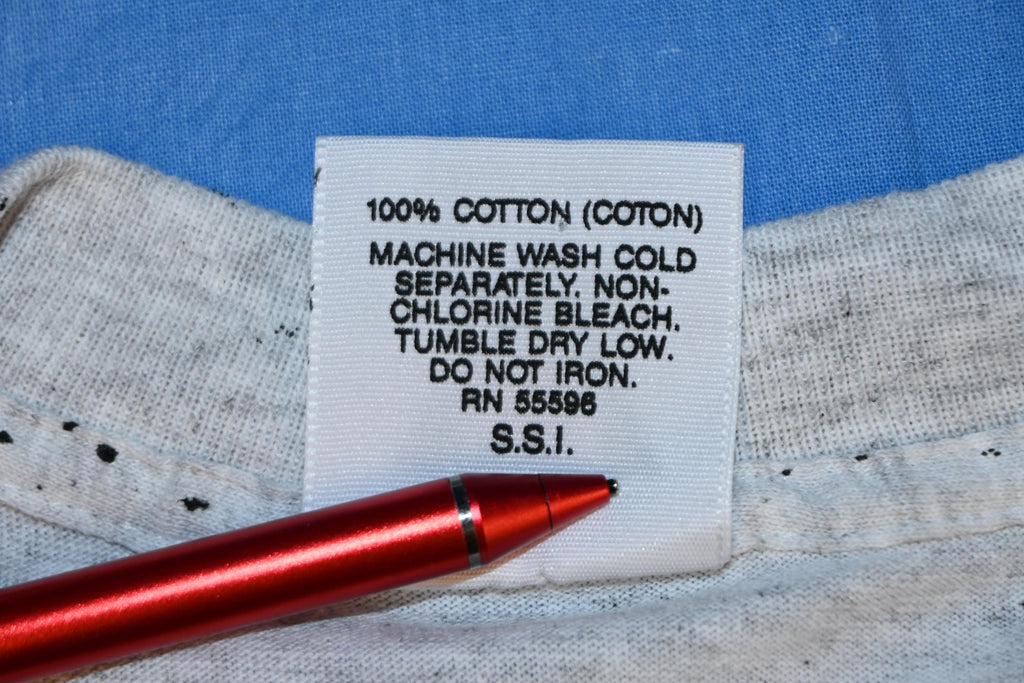 100% COTTON (COTON)
MACHINE WASH COLD
SEPARATELY. NON-
CHLORINE BLEACH.
TUMBLE DRY LOW.
DO NOT IRON.
RN 55596
S.S.I.